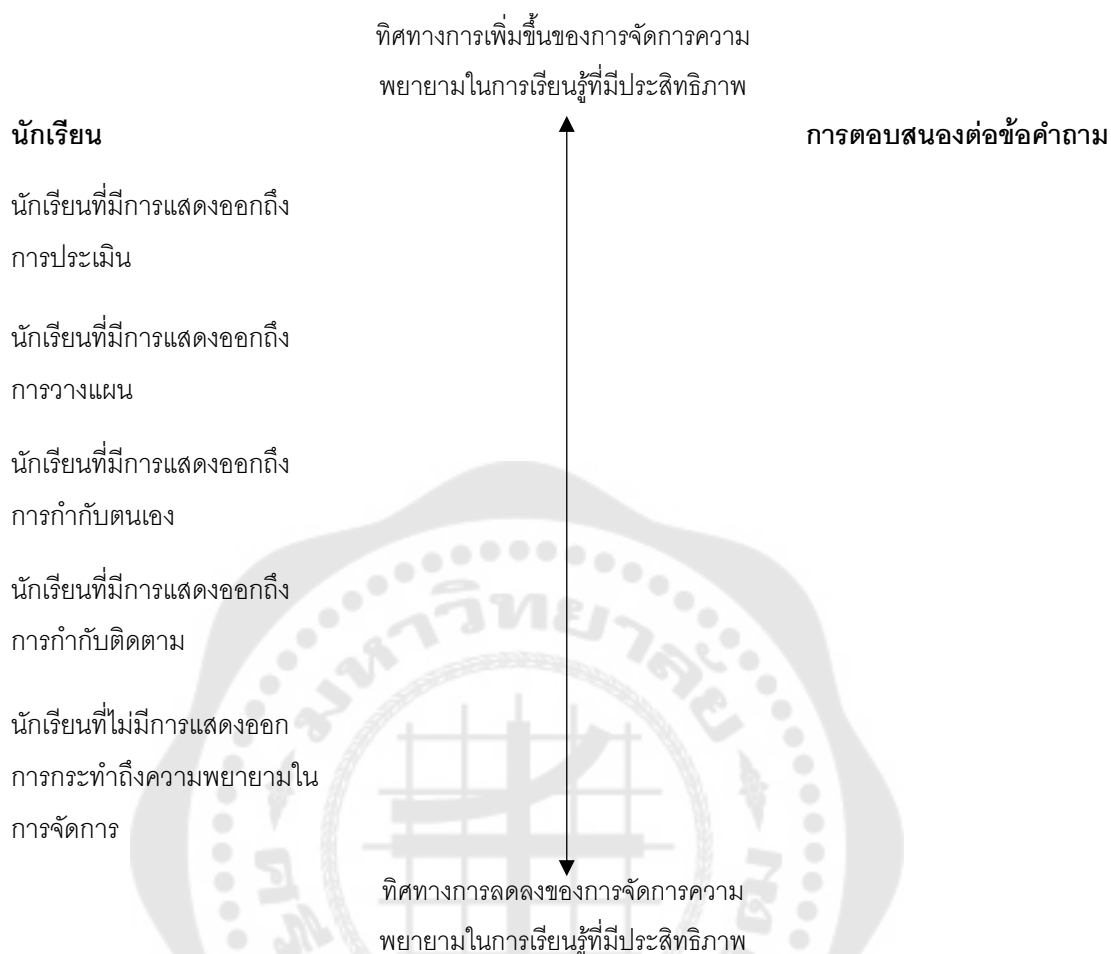 ทิศทางการเพิ่มขึ้นของการจัดการความ
พยายามในการเรียนรู้ที่มีประสิทธิภาพ
นักเรียน
การตอบสนองต่อข้อคำถาม
นักเรียนที่มีการแสดงออกถึง
การประเมิน
นักเรียนที่มีการแสดงออกถึง
การวางแผน
นักเรียนที่มีการแสดงออกถึง
การกำกับตนเอง
นักเรียนที่มีการแสดงออกถึง
การกำกับติดตาม
นักเรียนที่ไม่มีการแสดงออก
การกระทำถึงความพยายามใน
การจัดการ
ทิศทางการลดลงของการจัดการความ
พยายามในการเรียนรู้ที่มีประสิทธิภาพ
มหาวิทยาลัย